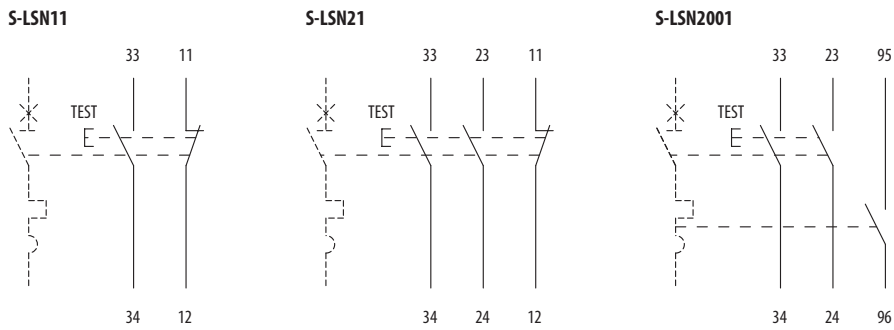 S-LSN11 S-LSN21 S-LSN2001
33 11 33 23 11 33 23 95
TEST TEST TEST
34 12 34 24 12 34 24 96